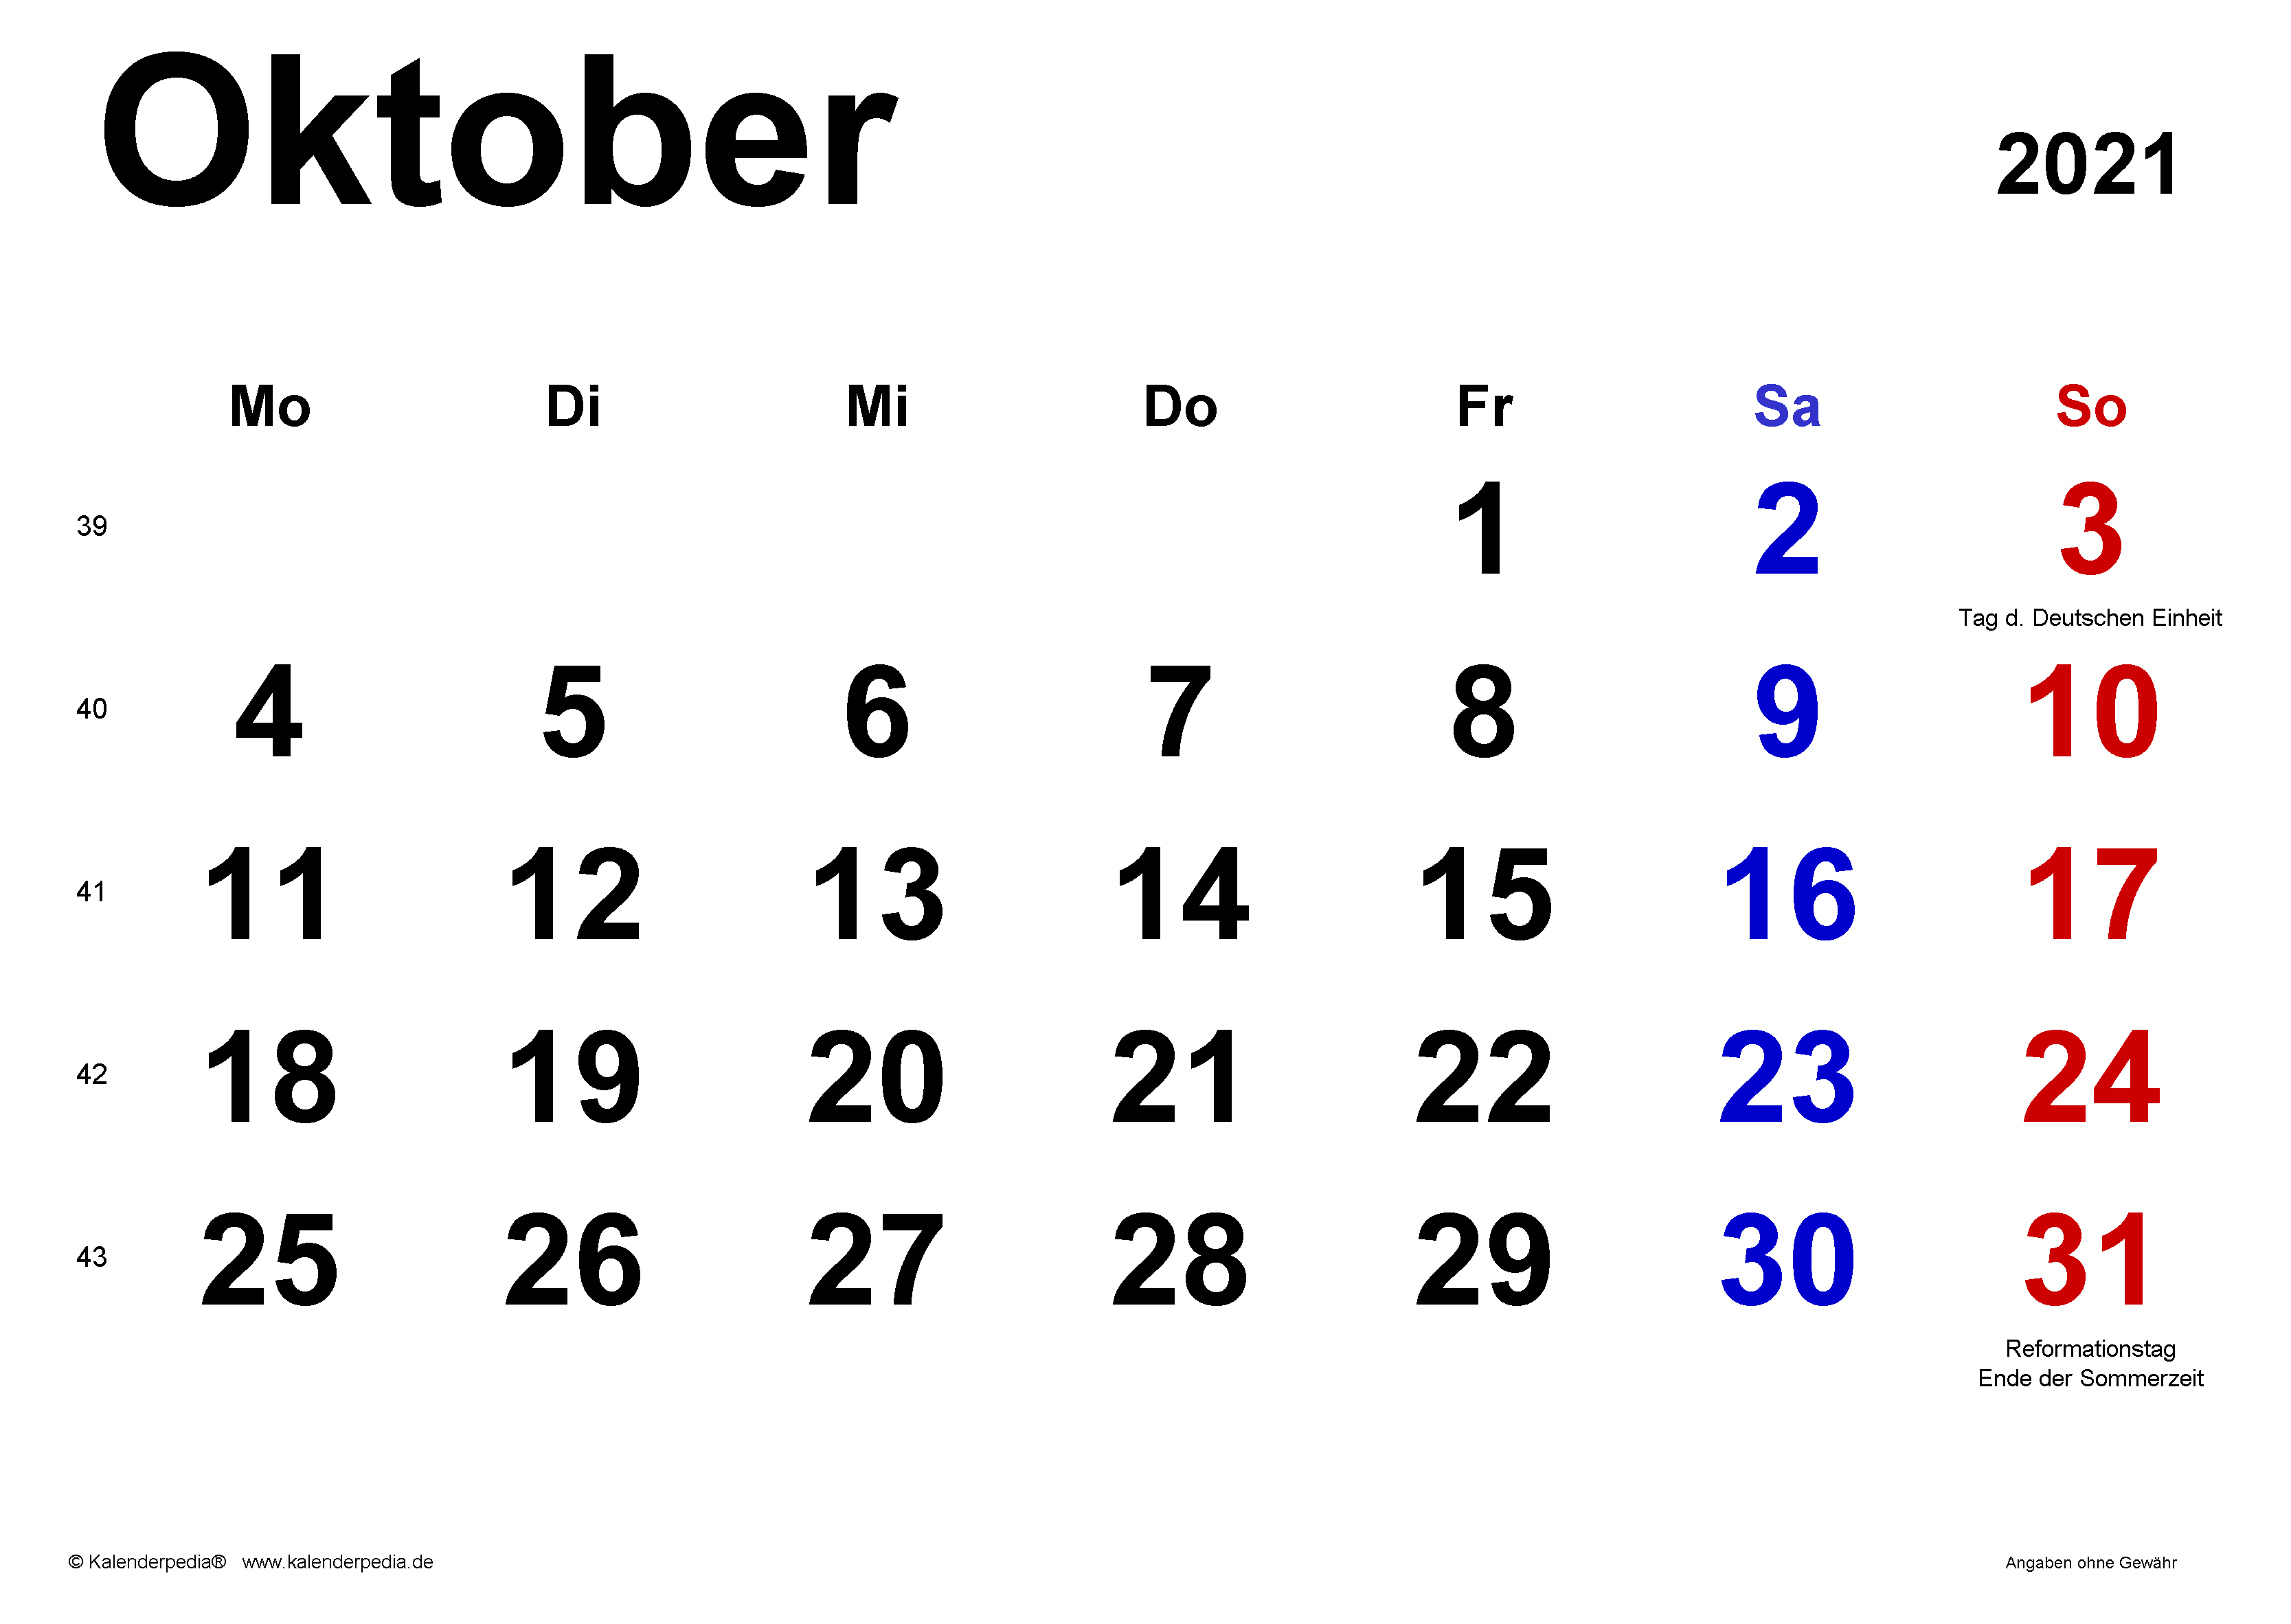 Oktober 2021
Mo Di Mi Do Fr Sa So
39 1 2 3
Tag d. Deutschen Einheit
40 4 5 6 7 8 9 10
41 11 12 13 14 15 16 17
42 18 19 20 21 22 23 24
43 25 26 27 28 29 30 31
Reformationstag
Ende der Sommerzeit
© Kalenderpedia® www.kalenderpedia.de Angaben ohne Gewähr